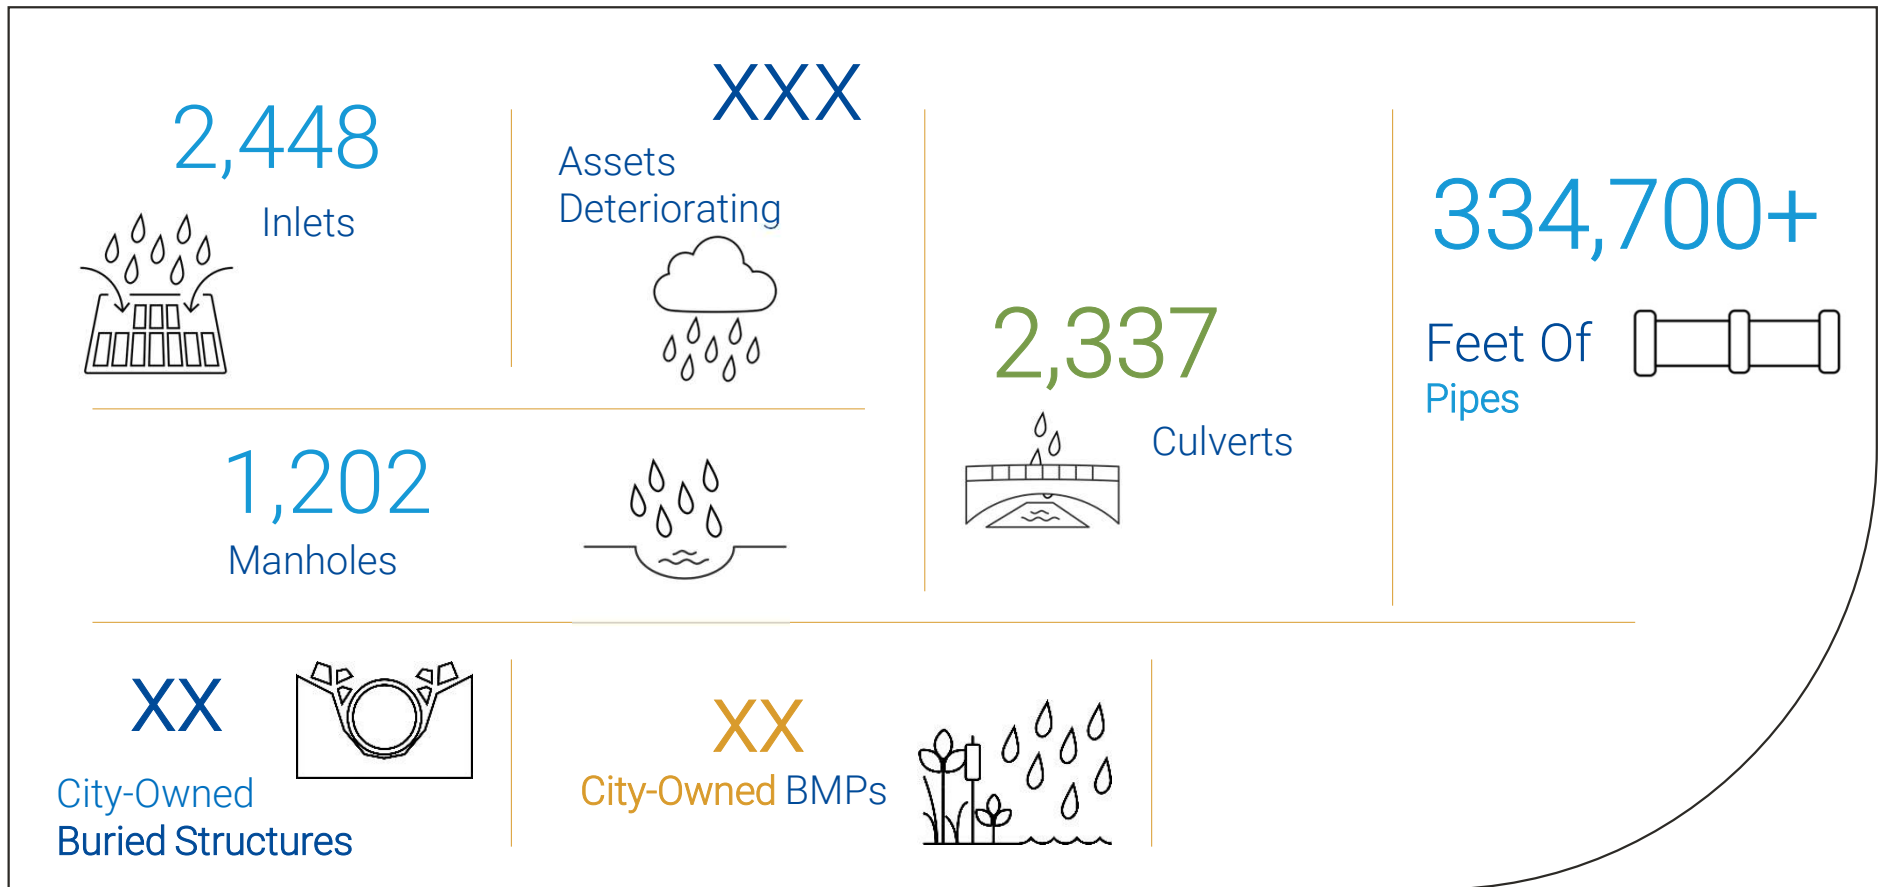 2,448
Inlets
XXX
Assets
Deteriorating
1,202
Manholes
2,337
Culverts
334,700+
Feet Of
Pipes
XX
City-Owned
Buried Structures
XX
City-Owned BMPs